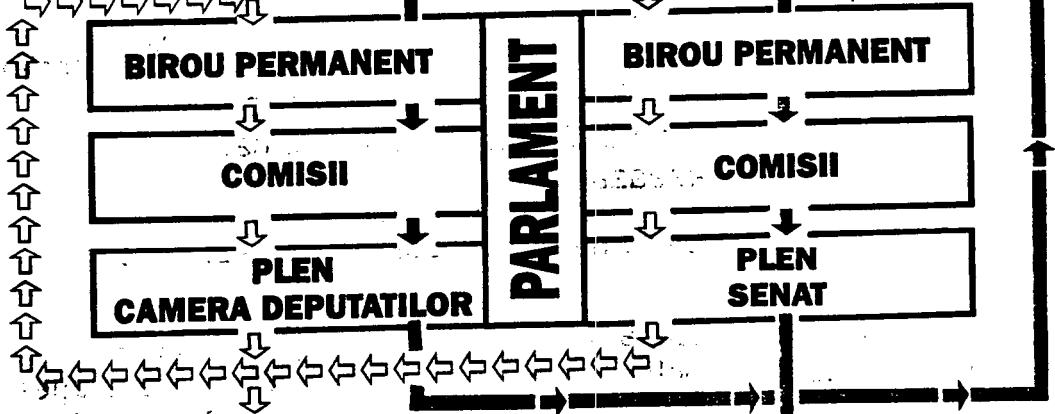 BIROU PERMANENT
COMISII
PLEN
CAMERA DEPUTATILOR
PARLAMENT
BIROU PERMANENT
COMISII
PLEN
SENAT